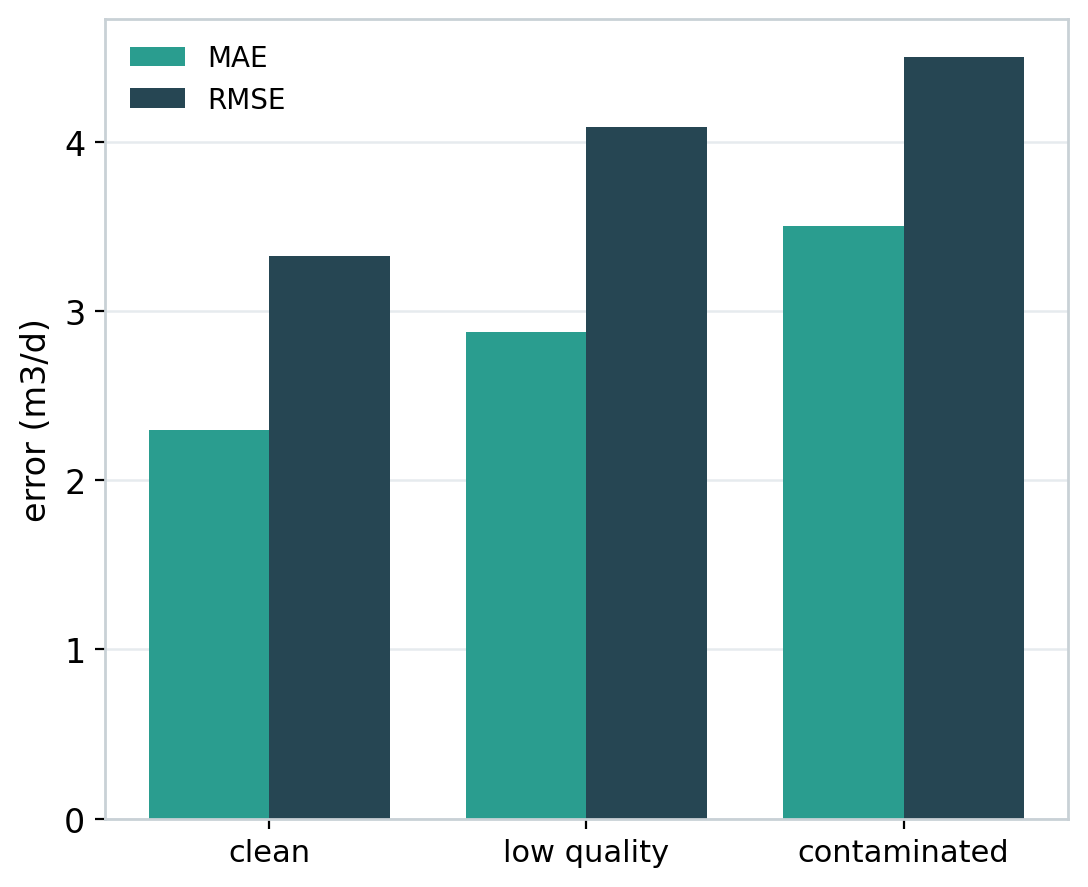 MAE
RMSE
4
3
2
1
0
error (m3/d)
clean
low quality
contaminated